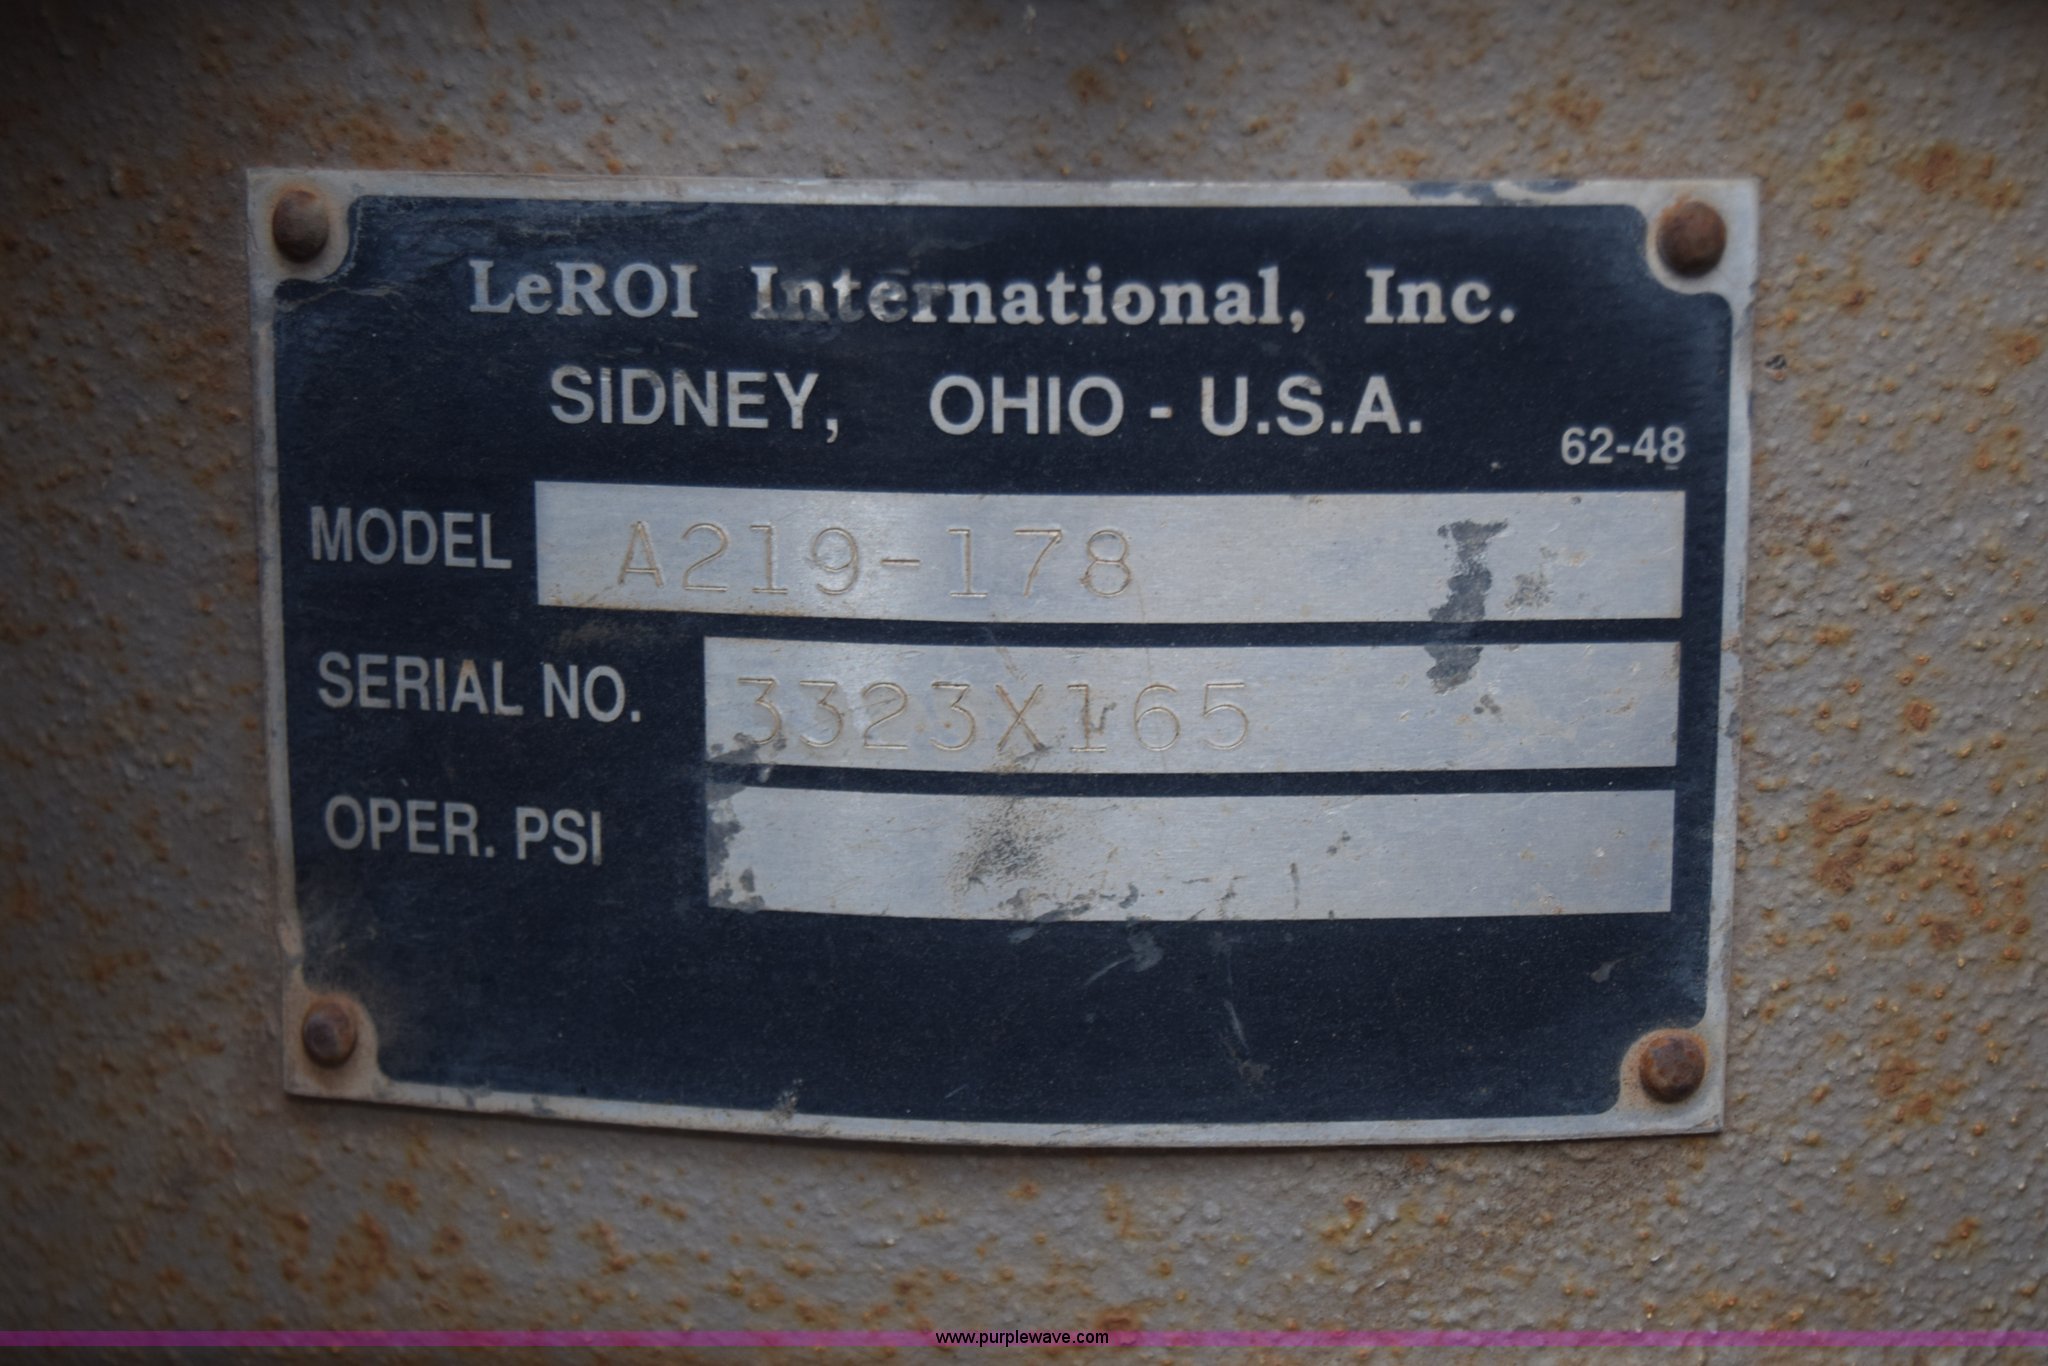 LeROI International, Inc.
SIDNEY, OHIO - U.S.A.
62-48
MODEL A219-178
SERIAL NO. 3323X165
OPER. PSI
www.purplewave.com